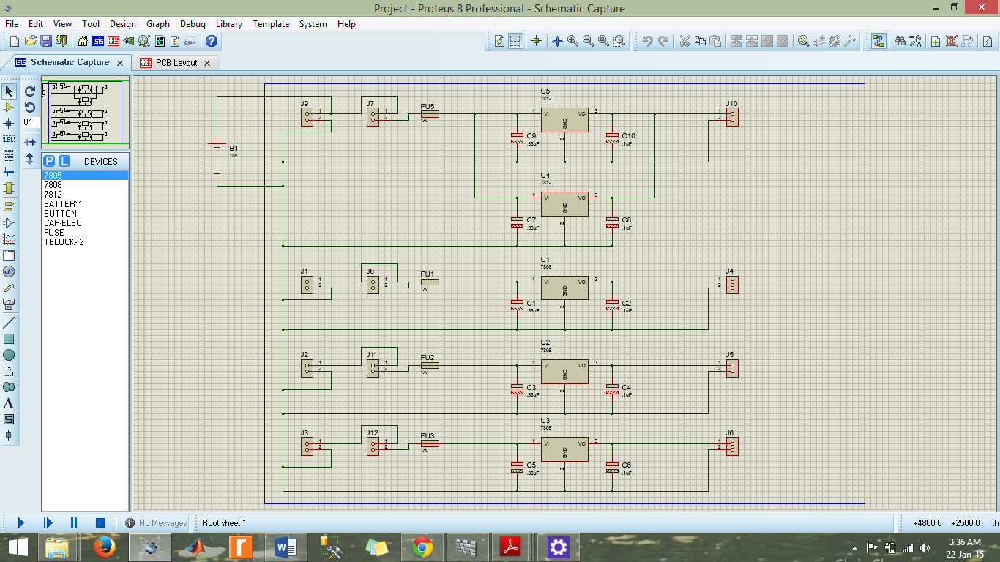 Project - Proteus 8 Professional - Schematic Capture
File Edit View Tool Design Graph Debug Library Template System Help
Schematic Capture
PCB Layout
0°
LBL
A
S
P L DEVICES
7805
7808
7812
BATTERY
BUTTON
CAP-ELEC
FUSE
TBLOCK-I2
B1
18v
J9
1
2
J7
1
2
FU5
1A
U5
7812
VI VO
GND
1
3
2
C9
.33uF
C10
.1uF
J10
1
2
U4
7812
VI VO
GND
1
3
2
C7
.33uF
C8
.1uF
J1
1
2
J8
1
2
FU1
1A
U1
7808
VI VO
GND
1
3
2
C1
.33uF
C2
.1uF
J4
1
2
J2
1
2
J11
1
2
FU2
1A
U2
7805
VI VO
GND
1
3
2
C3
.33uF
C4
.1uF
J5
1
2
J3
1
2
J12
1
2
FU3
1A
U3
7805
VI VO
GND
1
3
2
C5
.33uF
C6
.1uF
J6
1
2
No Messages
Root sheet 1
+4800.0 +2500.0 th
3:36 AM
22-Jan-15